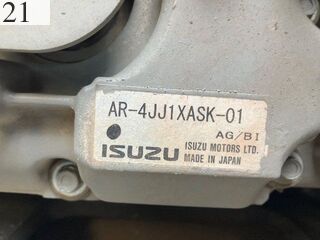 21
AR-4JJ1XASK-01
AG/BI
ISUZU ISUZU MOTORS LTD.
MADE IN JAPAN